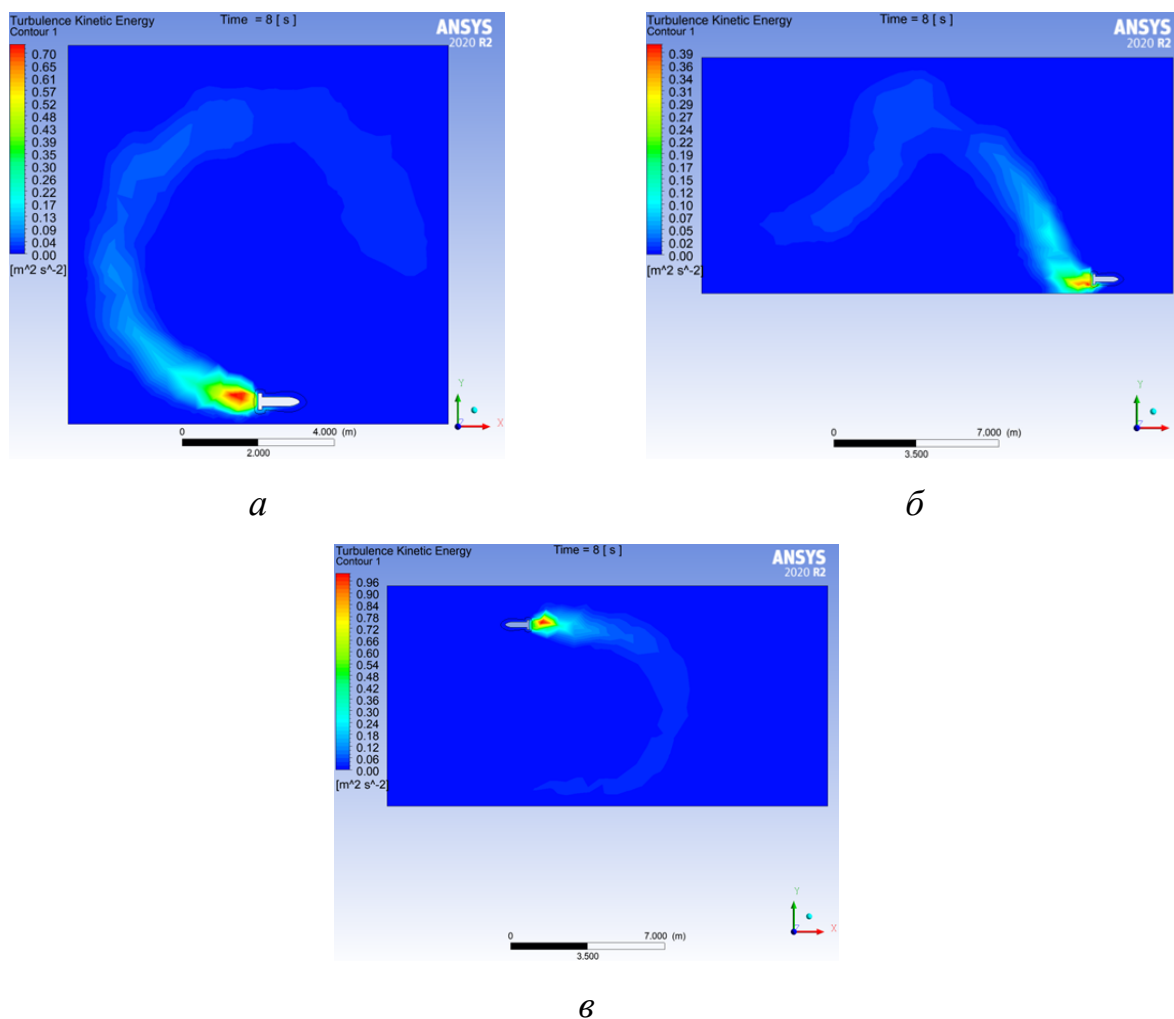 Turbulence Kinetic Energy
Contour 1
Time = 8 [ s ]
ANSYS
2020 R2
0.70
0.65
0.61
0.57
0.52
0.48
0.43
0.39
0.35
0.30
0.26
0.22
0.17
0.13
0.09
0.04
0.00
[m^2 s^-2]
Y
X
Z
0
4.000 (m)
2.000
а
Turbulence Kinetic Energy
Contour 1
Time = 8 [ s ]
ANSYS
2020 R2
0.39
0.36
0.34
0.31
0.29
0.27
0.24
0.22
0.19
0.17
0.15
0.12
0.10
0.07
0.05
0.02
0.00
[m^2 s^-2]
Y
Z
0
7.000 (m)
3.500
б
Turbulence Kinetic Energy
Contour 1
Time = 8 [ s ]
ANSYS
2020 R2
0.96
0.90
0.84
0.78
0.72
0.66
0.60
0.54
0.48
0.42
0.36
0.30
0.24
0.18
0.12
0.06
0.00
[m^2 s^-2]
Y
X
Z
0
7.000 (m)
3.500
в